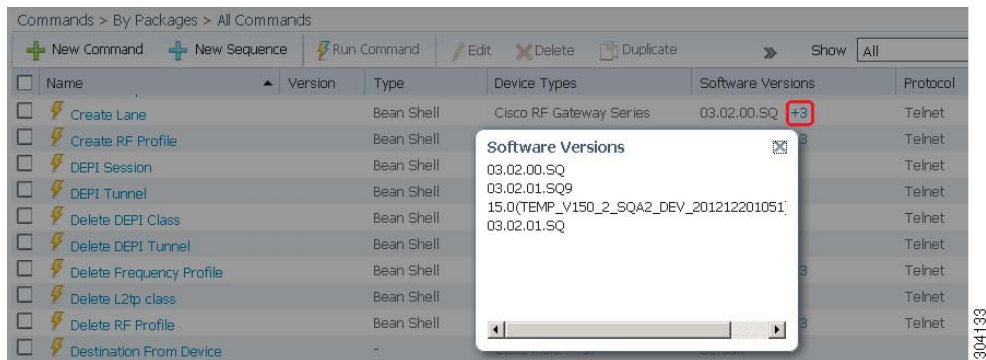 Commands > By Packages > All Commands
New Command New Sequence Run Command Edit Delete Duplicate » Show All
Name Version Type Device Types Software Versions Protocol
Create Lane Bean Shell Cisco RF Gateway Series 03.02.00.SQ +3 Telnet
Create RF Profile Bean Shell 3 Telnet
DEPI Session Bean Shell Telnet
DEPI Tunnel Bean Shell Telnet
Delete DEPI Class Bean Shell Telnet
Delete DEPI Tunnel Bean Shell Telnet
Delete Frequency Profile Bean Shell 3 Telnet
Delete L2tp class Bean Shell Telnet
Delete RF Profile Bean Shell 3 Telnet
Destination From Device -
Software Versions
03.02.00.SQ
03.02.01.SQ9
15.0(TEMP_V150_2_SQA2_DEV_201212201051)
03.02.01.SQ
304133